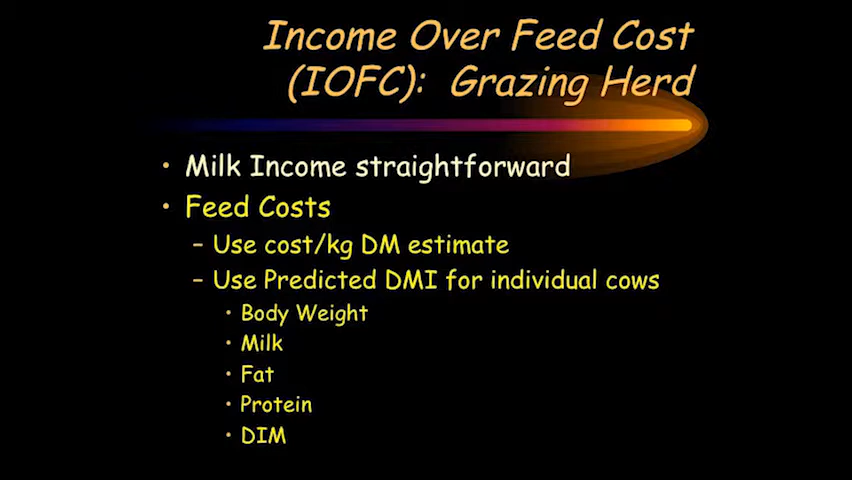 Income Over Feed Cost
(IOFC): Grazing Herd
• Milk Income straightforward
• Feed Costs
– Use cost/kg DM estimate
– Use Predicted DMI for individual cows
• Body Weight
• Milk
• Fat
• Protein
• DIM